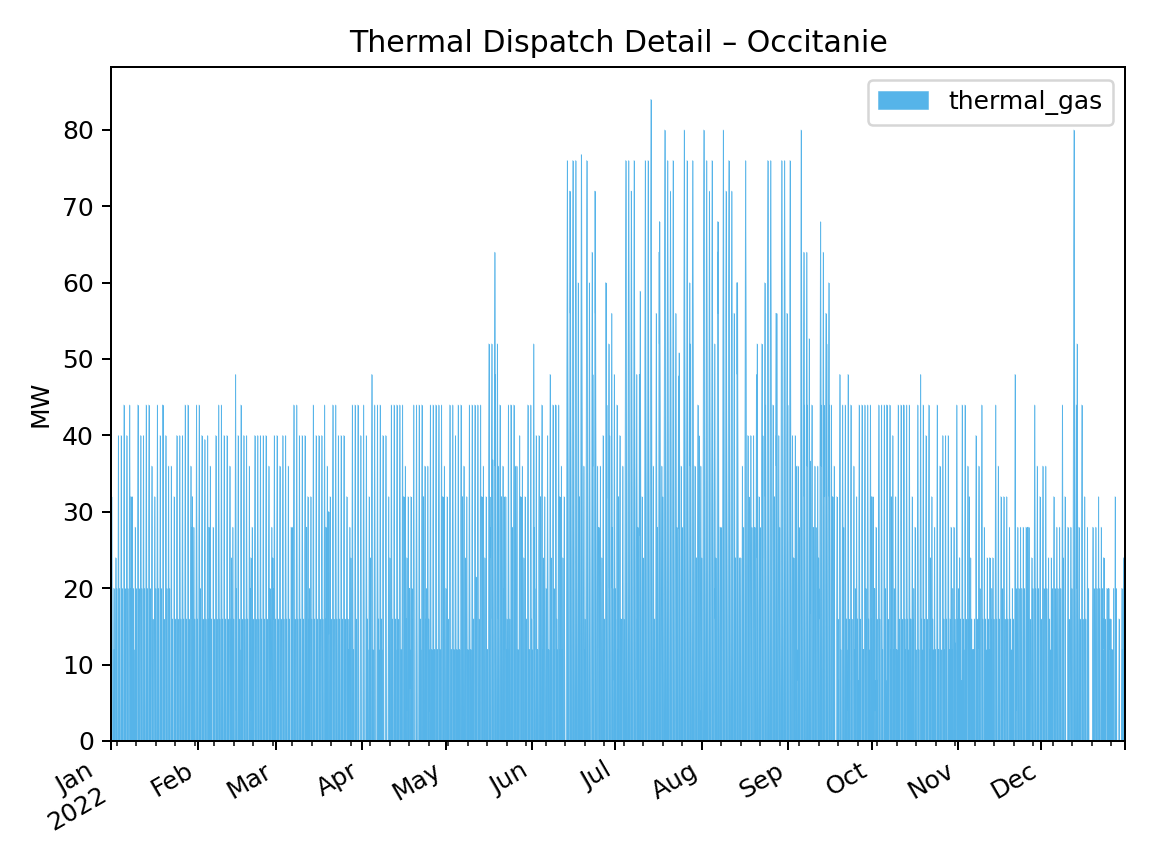 Thermal Dispatch Detail – Occitanie
thermal_gas
MW
80
70
60
50
40
30
20
10
0
Jan
2022
Feb
Mar
Apr
May
Jun
Jul
Aug
Sep
Oct
Nov
Dec